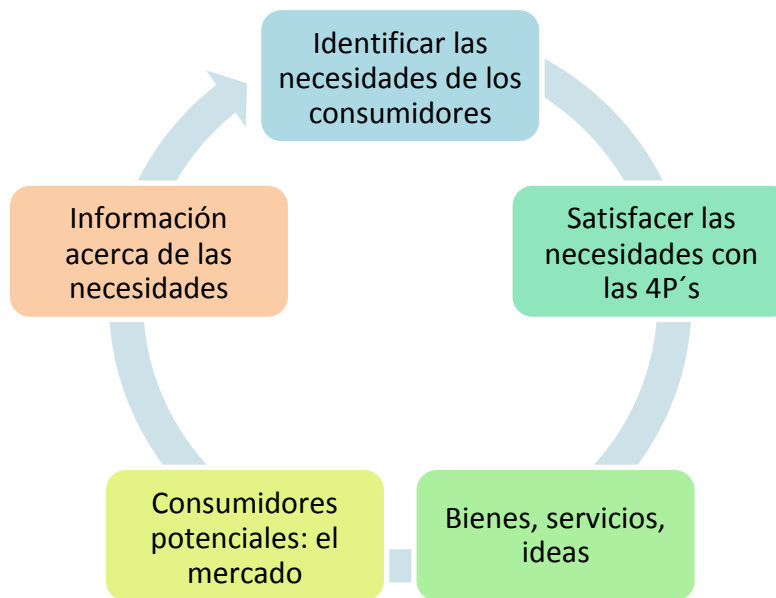 Identificar las
necesidades de los
consumidores
Satisfacer las
necesidades con
las 4P´s
Bienes, servicios,
ideas
Consumidores
potenciales: el
mercado
Información
acerca de las
necesidades